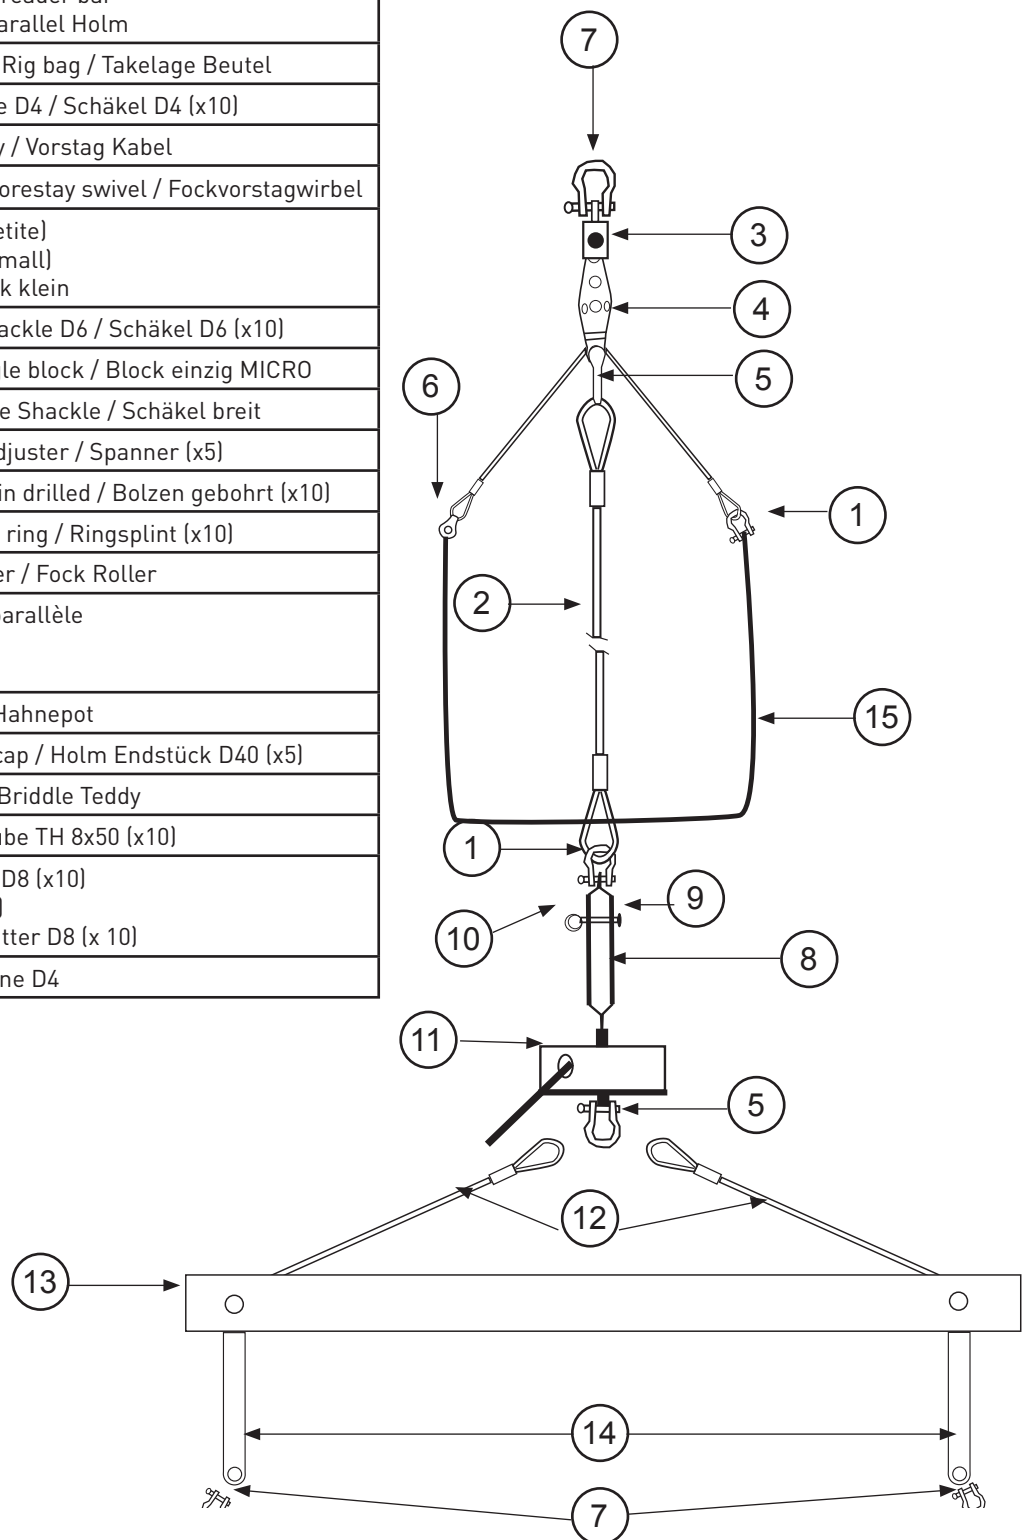 arallel Holm
Rig bag / Takelage Beutel
e D4 / Schäkel D4 (x10)
y / Vorstag Kabel
orestay swivel / Fockvorstagwirbel
etite)
mall)
k klein
ackle D6 / Schäkel D6 (x10)
le block / Block einzig MICRO
e Shackle / Schäkel breit
djuster / Spanner (x5)
in drilled / Bolzen gebohrt (x10)
ring / Ringsplint (x10)
er / Fock Roller
arallèle
Hahnepot
cap / Holm Endstück D40 (x5)
Briddle Teddy
be TH 8x50 (x10)
D8 (x10)
)
tter D8 (x 10)
ne D4
7
3
4
5
6
1
2
15
1
9
10
8
11
5
12
13
14
7